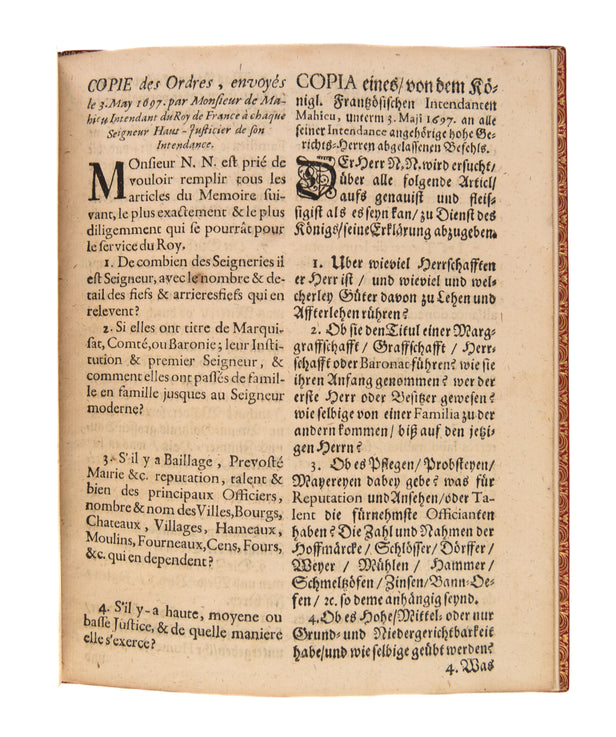 COPIE des Ordres, envoyés
le 3. May 1697. par Monsieur de Ma-
hieu Intendant du Roy de France à chaque
Seigneur Haut-Justicier de son
Intendance.
Monsieur N. N. est prié de
vouloir remplir tous les
articles du Memoire sui-
vant, le plus exactement & le plus
diligemment qui se pourrât pour
le service du Roy.
1. De combien des Seigneries il
est Seigneur, avec le nombre & de-
tail des fiefs & arrieresfiefs qui en
relevent?
2. Si elles ont titre de Marqui-
sat, Comté, ou Baronie; leur Insti-
tution & premier Seigneur, &
comment elles ont passés de famil-
le en famille jusques au Seigneur
moderne?
3. S'il y a Baillage, Prevosté
Mairie &c. reputation, talent &
bien des principaux Officiers,
nombre & nom des Villes, Bourgs,
Chateaux, Villages, Hameaux,
Moulins, Fourneaux, Cens, Fours,
&c. qui en dependent?
4. S'il y-a haute, moyene ou
basse Justice, & de quelle maniere
elle s'exerce?
COPIA eines/ von dem Kö-
nigl. Frantzösischen Intendanten
Mahieu, unterm 3. Maji 1697. an alle
seiner Intendance angehörige hohe Ge-
richts-Herren abgelassenen Befehls.
DEr Herr N. N. wird ersucht/
über alle folgende Articul/
aufs genauist und fleis-
sigist als es seyn kan/ zu Dienst des
Königs/ seine Erklärung abzugeben.
1. Uber wieviel Herrschafften
er Herr ist/ und wieviel und wel-
cherley Güter davon zu Lehen und
Affterlehen rühren?
2. Ob sie den Titul einer Marg-
graffschafft/ Graffschafft/ Herr-
schafft oder Baronat führen? wie sie
ihren Anfang genommen? wer der
erste Herr oder Besitzer gewesen?
wie selbige von einer Familia zu der
andern kommen/ biß auf den jetzi-
gen Herrn?
3. Ob es Pflegen/ Probsteyen/
Mayereyen dabey gebe? was für
Reputation und Ansehen/ oder Ta-
lent die fürnehmste Officianten
haben? Die Zahl und Nahmen der
Hoffmärcke/ Schlösser/ Dörffer/
Weyer/ Mühlen/ Hammer/
Schmeltzöfen/ Zinsen/ Bann-Oe-
fen/ &c. so deme anhängig seynd.
4. Ob es Hohe/ Mittel- oder nur
Grund- und Niedergerichtbarkeit
habe/ und wie selbige geübt werden?
4. Was